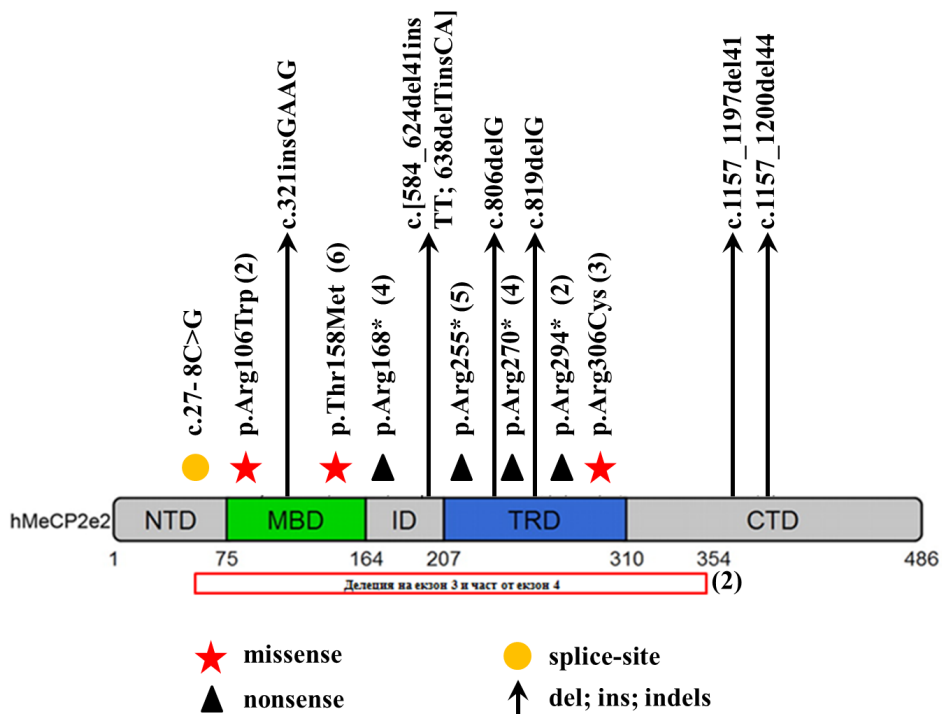 c.27-8C>G
p.Arg106Trp (2)
c.321insGAAG
p.Thr158Met (6)
p.Arg168* (4)
c.[584_624del41ins
TT; 638delTinsCA]
p.Arg255* (5)
c.806delG
p.Arg270* (4)
c.819delG
p.Arg294* (2)
p.Arg306Cys (3)
c.1157_1197del41
c.1157_1200del44
hMeCP2e2 NTD MBD ID TRD CTD
1 75 164 207 310 354 486
Делеция на екзон 3 и част от екзон 4 (2)
missense splice-site
nonsense del; ins; indels